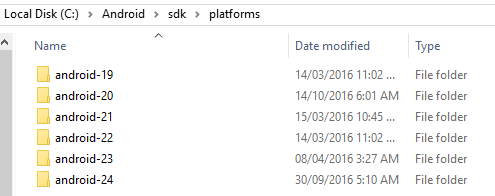 Local Disk (C:) > Android > sdk > platforms
Name Date modified Type
android-19 14/03/2016 11:02 ... File folder
android-20 14/10/2016 6:01 AM File folder
android-21 15/03/2016 10:45 ... File folder
android-22 14/03/2016 11:02 ... File folder
android-23 08/04/2016 3:27 AM File folder
android-24 30/09/2016 5:10 AM File folder